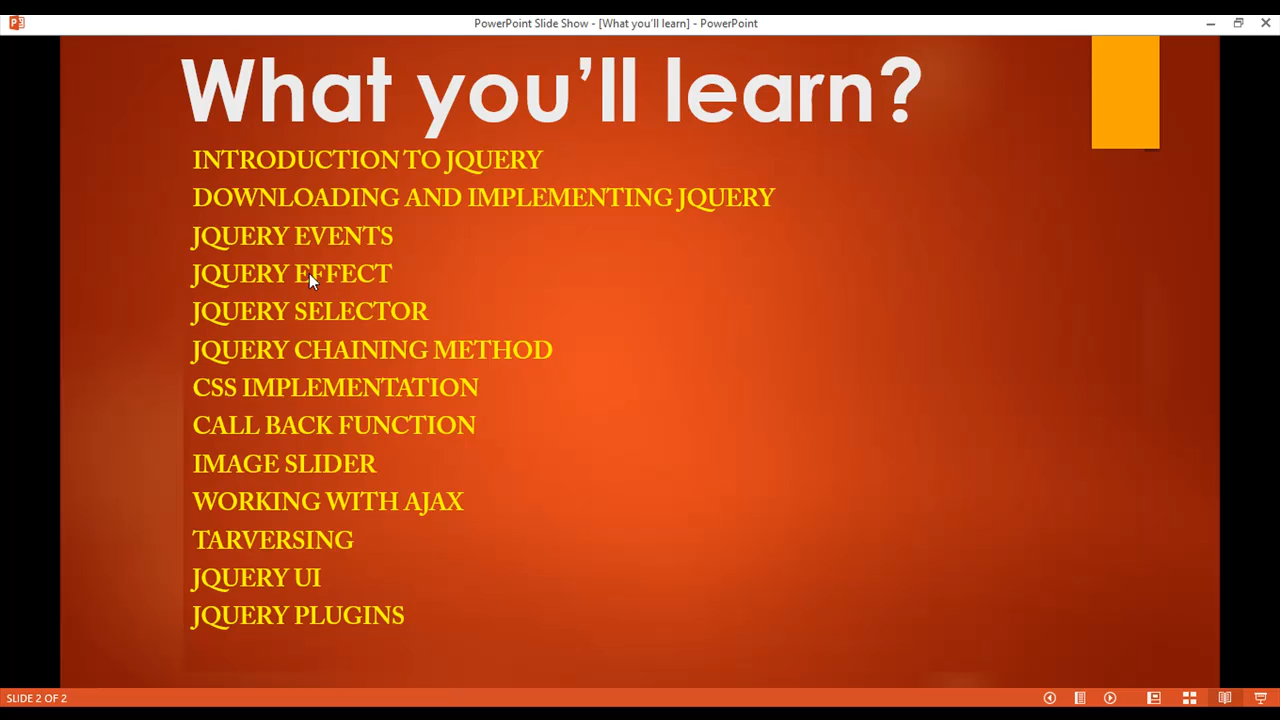 PowerPoint Slide Show - [What you'll learn] - PowerPoint
What you'll learn?
INTRODUCTION TO JQUERY
DOWNLOADING AND IMPLEMENTING JQUERY
JQUERY EVENTS
JQUERY EFFECT
JQUERY SELECTOR
JQUERY CHAINING METHOD
CSS IMPLEMENTATION
CALL BACK FUNCTION
IMAGE SLIDER
WORKING WITH AJAX
TARVERSING
JQUERY UI
JQUERY PLUGINS
SLIDE 2 OF 2